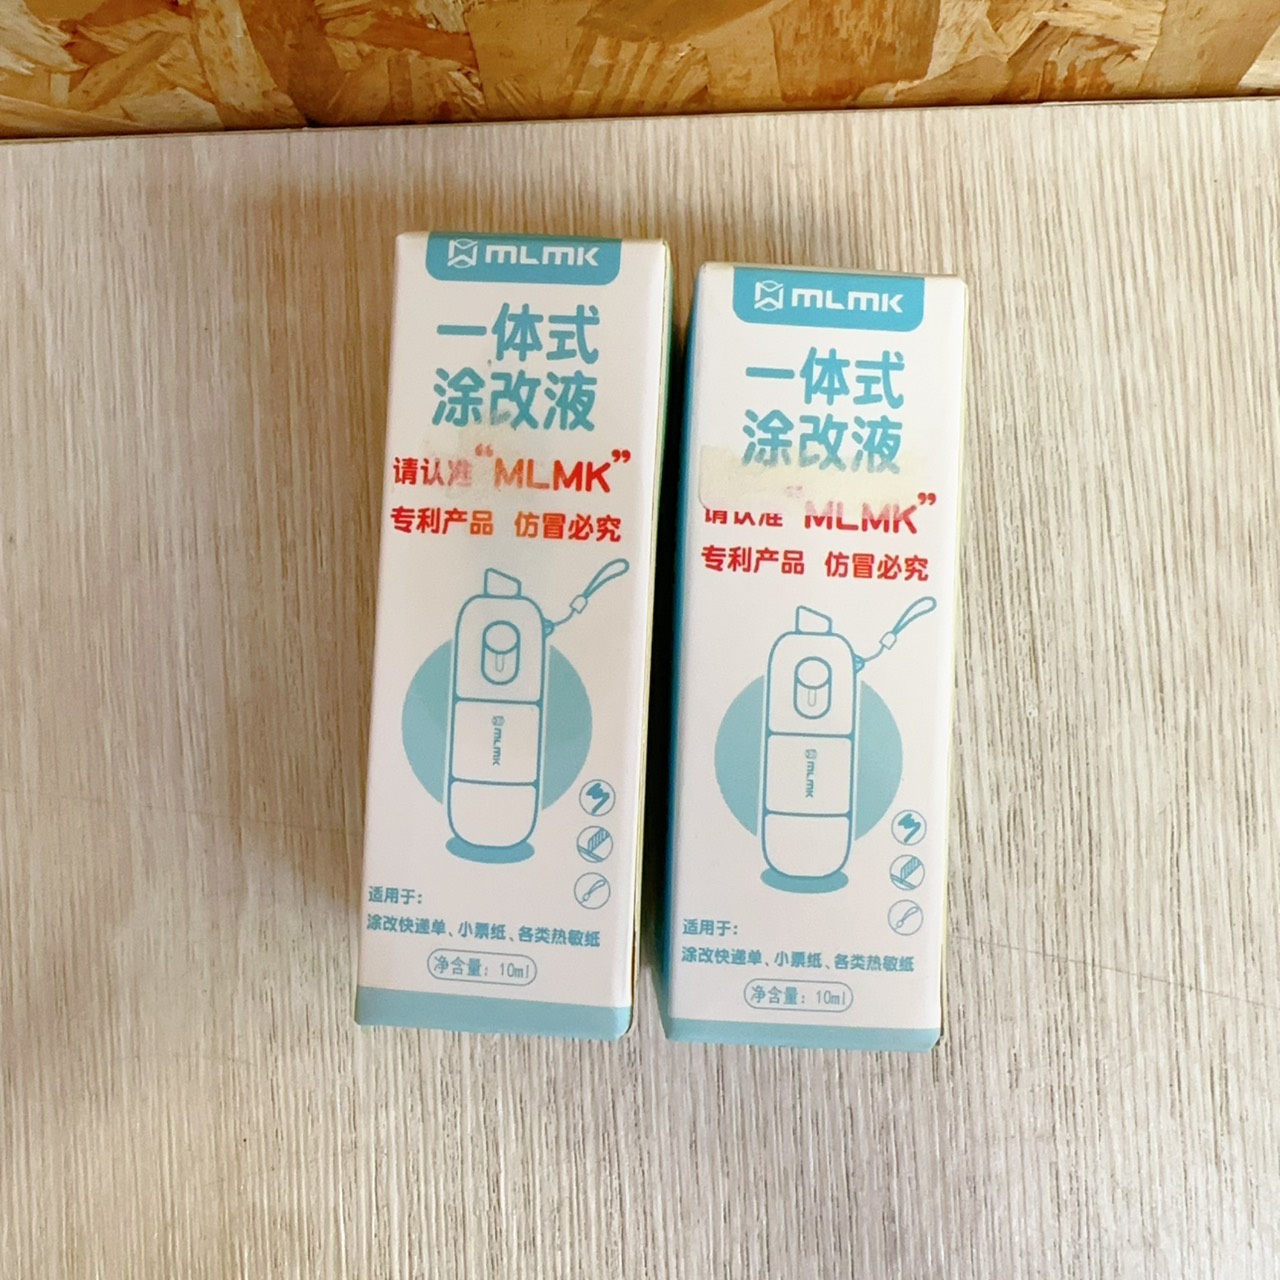 MLMK
一体式
涂改液
请认准“MLMK”
专利产品 仿冒必究
MLMK
适用于：
涂改快递单、小票纸、各类热敏纸
净含量：10ml
MLMK
一体式
涂改液
请认准“MLMK”
专利产品 仿冒必究
MLMK
适用于：
涂改快递单、小票纸、各类热敏纸
净含量：10ml